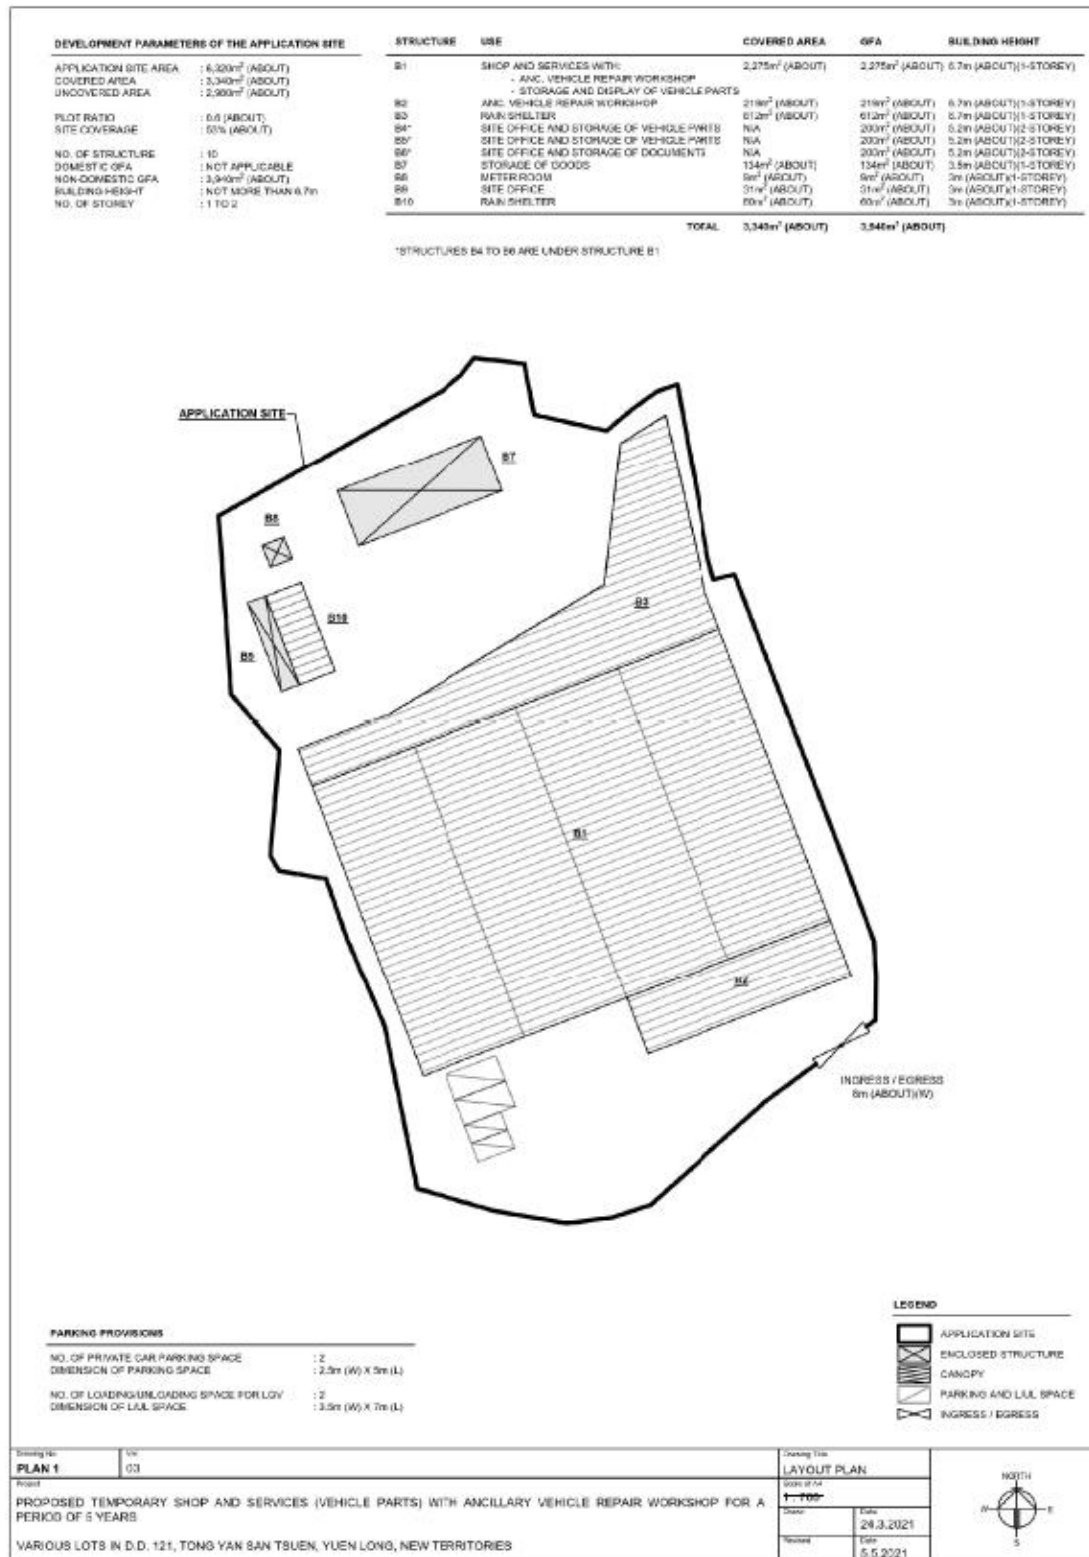 DEVELOPMENT PARAMETERS OF THE APPLICATION SITE
APPLICATION SITE AREA : 6,320m² (ABOUT)
COVERED AREA : 3,340m² (ABOUT)
UNCOVERED AREA : 2,980m² (ABOUT)
PLOT RATIO : 0.6 (ABOUT)
SITE COVERAGE : 53% (ABOUT)
NO. OF STRUCTURE : 10
DOMESTIC GFA : NOT APPLICABLE
NON-DOMESTIC GFA : 3,940m² (ABOUT)
BUILDING HEIGHT : NOT MORE THAN 6.7m
NO. OF STOREY : 1 TO 2
STRUCTURE USE COVERED AREA GFA BUILDING HEIGHT
B1 SHOP AND SERVICES WITH: 2,275m² (ABOUT) 2,275m² (ABOUT) 6.7m (ABOUT)(1-STOREY)
- ANC. VEHICLE REPAIR WORKSHOP
- STORAGE AND DISPLAY OF VEHICLE PARTS
B2 ANC. VEHICLE REPAIR WORKSHOP 219m² (ABOUT) 219m² (ABOUT) 6.7m (ABOUT)(1-STOREY)
B3 RAIN SHELTER 612m² (ABOUT) 612m² (ABOUT) 6.7m (ABOUT)(1-STOREY)
B4* SITE OFFICE AND STORAGE OF VEHICLE PARTS N/A 200m² (ABOUT) 5.2m (ABOUT)(2-STOREY)
B5* SITE OFFICE AND STORAGE OF VEHICLE PARTS N/A 200m² (ABOUT) 5.2m (ABOUT)(2-STOREY)
B6* SITE OFFICE AND STORAGE OF DOCUMENTS N/A 200m² (ABOUT) 5.2m (ABOUT)(2-STOREY)
B7 STORAGE OF GOODS 134m² (ABOUT) 134m² (ABOUT) 3.5m (ABOUT)(1-STOREY)
B8 METER ROOM 9m² (ABOUT) 9m² (ABOUT) 3m (ABOUT)(1-STOREY)
B9 SITE OFFICE 31m² (ABOUT) 31m² (ABOUT) 3m (ABOUT)(1-STOREY)
B10 RAIN SHELTER 60m² (ABOUT) 60m² (ABOUT) 3m (ABOUT)(1-STOREY)
TOTAL 3,340m² (ABOUT) 3,940m² (ABOUT)
*STRUCTURES B4 TO B6 ARE UNDER STRUCTURE B1
APPLICATION SITE
B7
B8
B3
B10
B9
B1
B2
INGRESS / EGRESS
8m (ABOUT)(W)
PARKING PROVISIONS
NO. OF PRIVATE CAR PARKING SPACE : 2
DIMENSION OF PARKING SPACE : 2.5m (W) X 5m (L)
NO. OF LOADING/UNLOADING SPACE FOR LGV : 2
DIMENSION OF L/UL SPACE : 3.5m (W) X 7m (L)
LEGEND
APPLICATION SITE
ENCLOSED STRUCTURE
CANOPY
PARKING AND L/UL SPACE
INGRESS / EGRESS
Drawing No.
PLAN 1
Ver.
03
Project
PROPOSED TEMPORARY SHOP AND SERVICES (VEHICLE PARTS) WITH ANCILLARY VEHICLE REPAIR WORKSHOP FOR A
PERIOD OF 5 YEARS
VARIOUS LOTS IN D.D. 121, TONG YAN SAN TSUEN, YUEN LONG, NEW TERRITORIES
Drawing Title
LAYOUT PLAN
Scale of A4
1 : 700
Drawn
Date
24.3.2021
Revised
Date
5.5.2021
NORTH
W
E
S